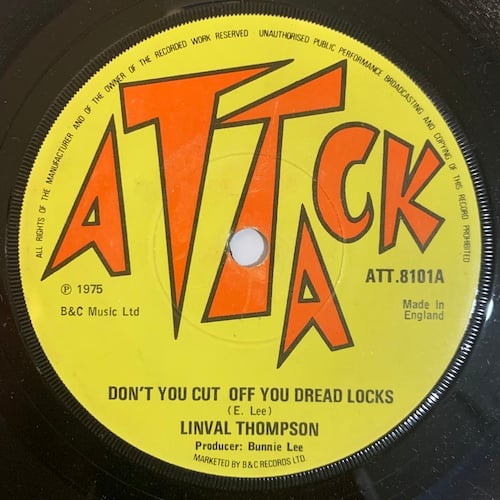 ALL RIGHTS OF THE MANUFACTURER AND OF THE OWNER OF THE RECORDED WORK RESERVED · UNAUTHORISED PUBLIC PERFORMANCE BROADCASTING AND COPYING OF THIS RECORD PROHIBITED
ATTACK
ATT.8101A
℗ 1975
B&C Music Ltd
Made In
England
DON'T YOU CUT OFF YOU DREAD LOCKS
(E. Lee)
LINVAL THOMPSON
Producer: Bunnie Lee
MARKETED BY B&C RECORDS LTD.